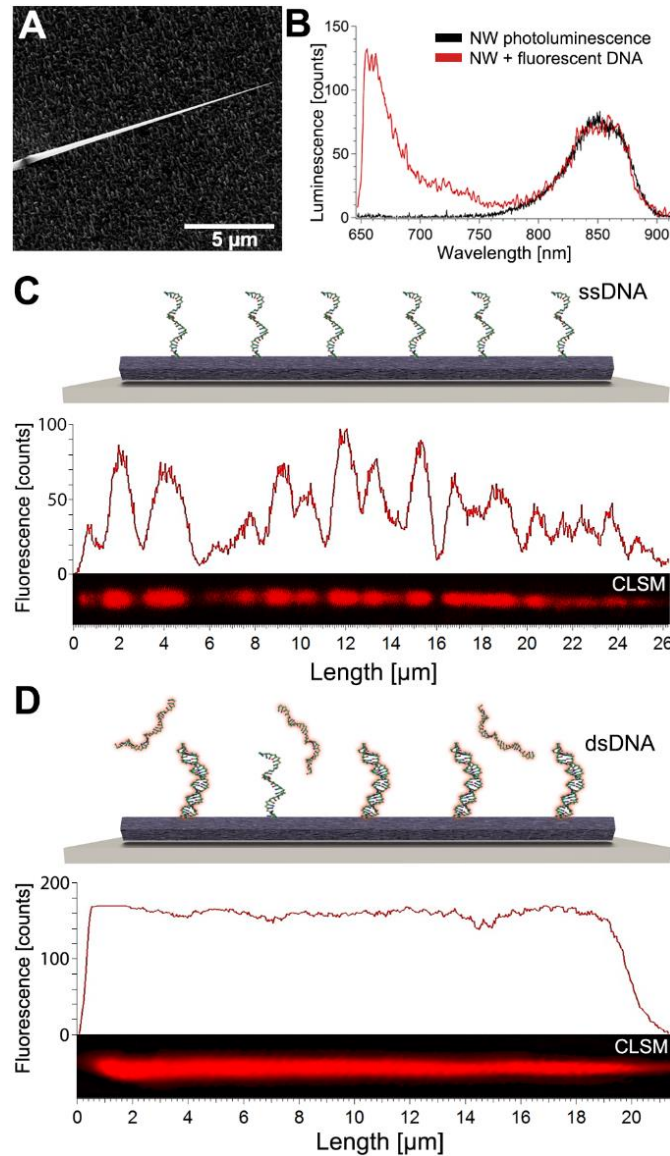 A
5 µm
B
Luminescence [counts]
150
100
50
0
NW photoluminescence
NW + fluorescent DNA
650 700 750 800 850 900
Wavelength [nm]
C
ssDNA
Fluorescence [counts]
100
50
0
CLSM
0 2 4 6 8 10 12 14 16 18 20 22 24 26
Length [µm]
D
dsDNA
Fluorescence [counts]
200
100
0
CLSM
0 2 4 6 8 10 12 14 16 18 20
Length [µm]